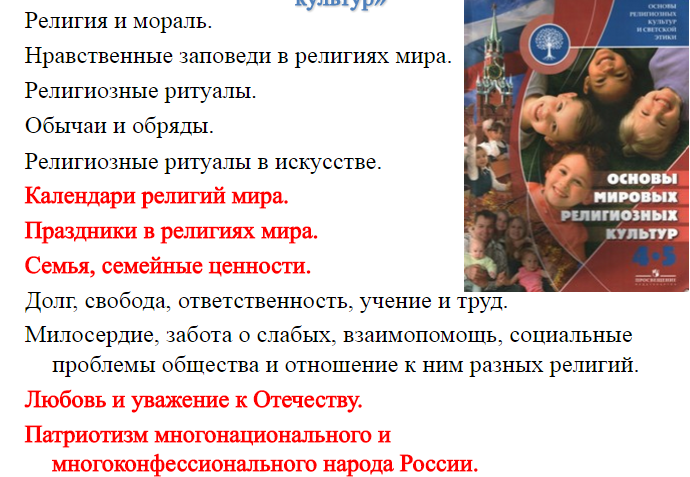 культур»
Религия и мораль.
Нравственные заповеди в религиях мира.
Религиозные ритуалы.
Обычаи и обряды.
Религиозные ритуалы в искусстве.
Календари религий мира.
Праздники в религиях мира.
Семья, семейные ценности.
Долг, свобода, ответственность, учение и труд.
Милосердие, забота о слабых, взаимопомощь, социальные
проблемы общества и отношение к ним разных религий.
Любовь и уважение к Отечеству.
Патриотизм многонационального и
многоконфессионального народа России.
ОСНОВЫ
РЕЛИГИОЗНЫХ
КУЛЬТУР
И СВЕТСКОЙ
ЭТИКИ
ОСНОВЫ
МИРОВЫХ
РЕЛИГИОЗНЫХ
КУЛЬТУР
4-5
ПРОСВЕЩЕНИЕ